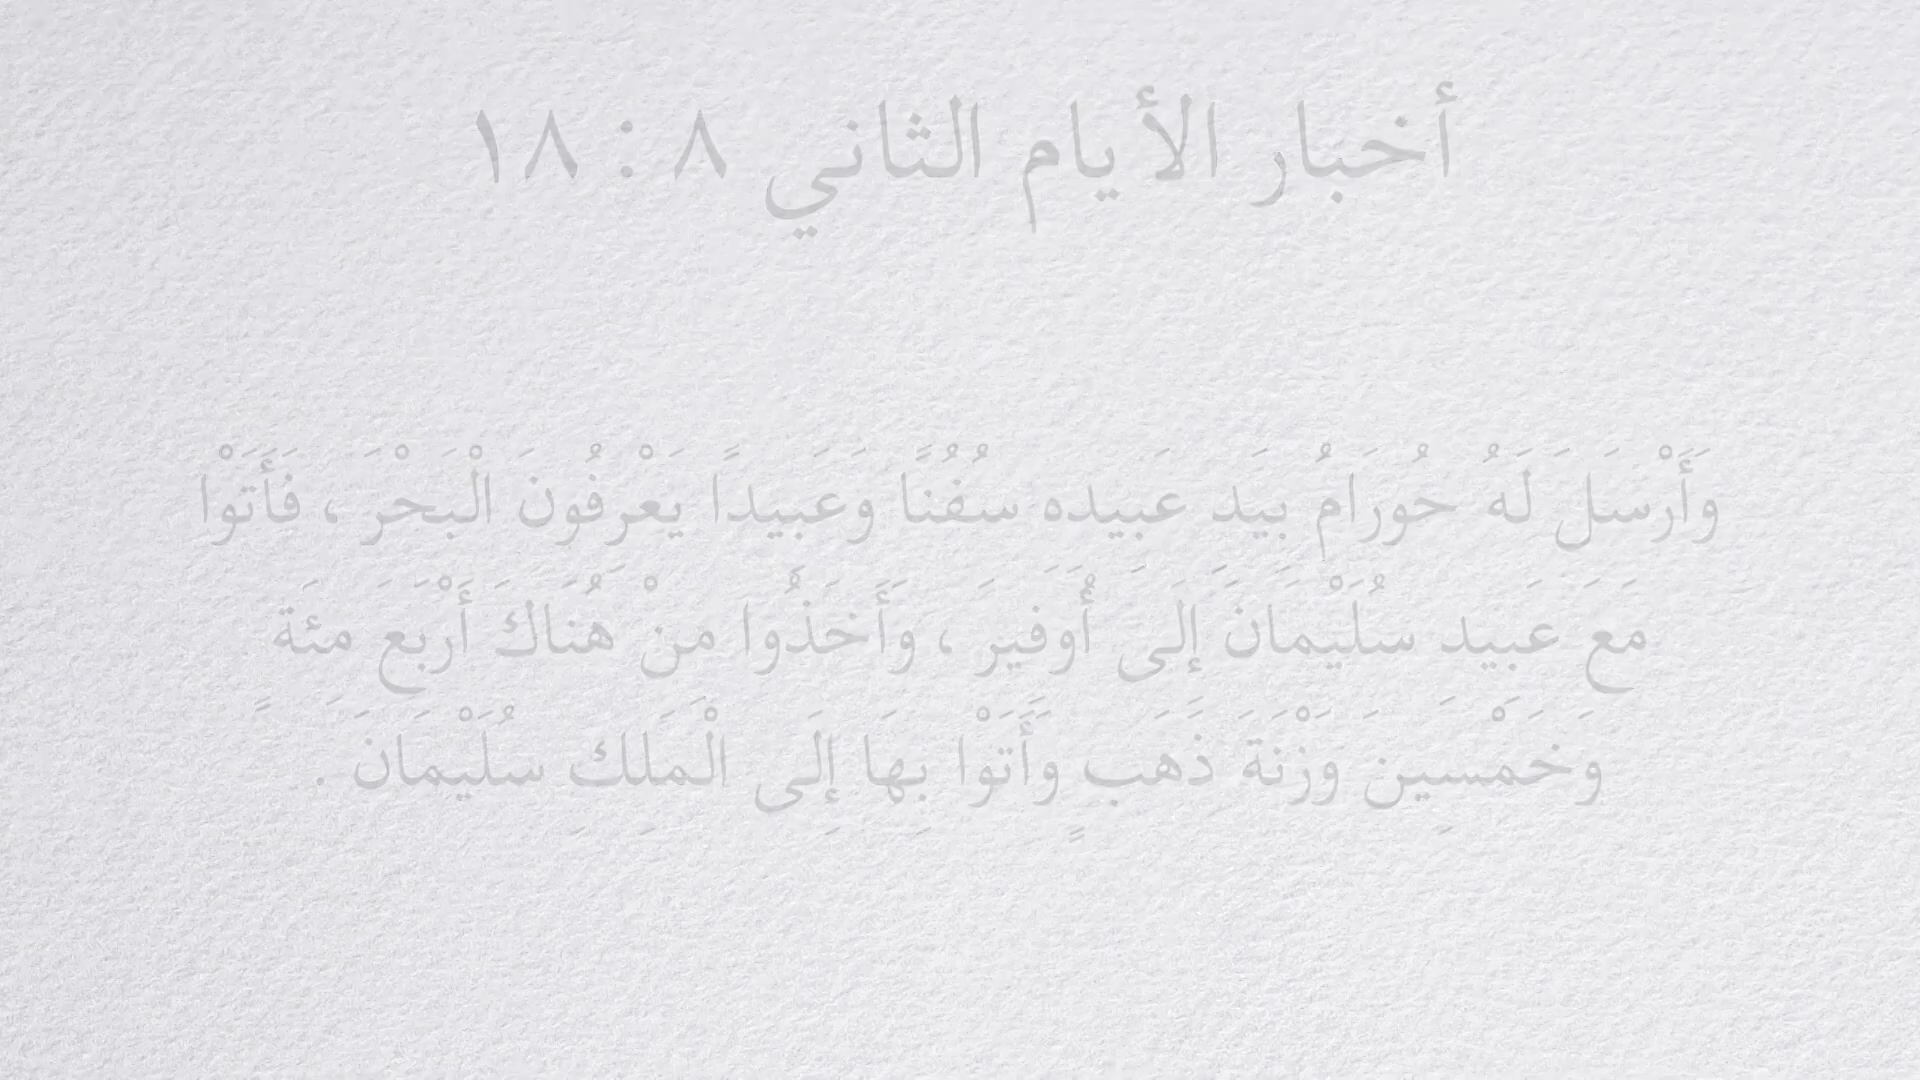 أخبار الأيام الثاني ٨ : ١٨
وَأَرْسَلَ لَهُ حُورَامُ بِيَدِ عَبِيدِهِ سُفُنًا وَعَبِيدًا يَعْرِفُونَ الْبَحْرَ ، فَأَتَوْا
مَعَ عَبِيدِ سُلَيْمَانَ إِلَى أُوفِيرَ ، وَأَخَذُوا مِنْ هُنَاكَ أَرْبَعَ مِئَةٍ
وَخَمْسِينَ وَزْنَةَ ذَهَبٍ وَأَتَوْا بِهَا إِلَى الْمَلِكِ سُلَيْمَانَ .